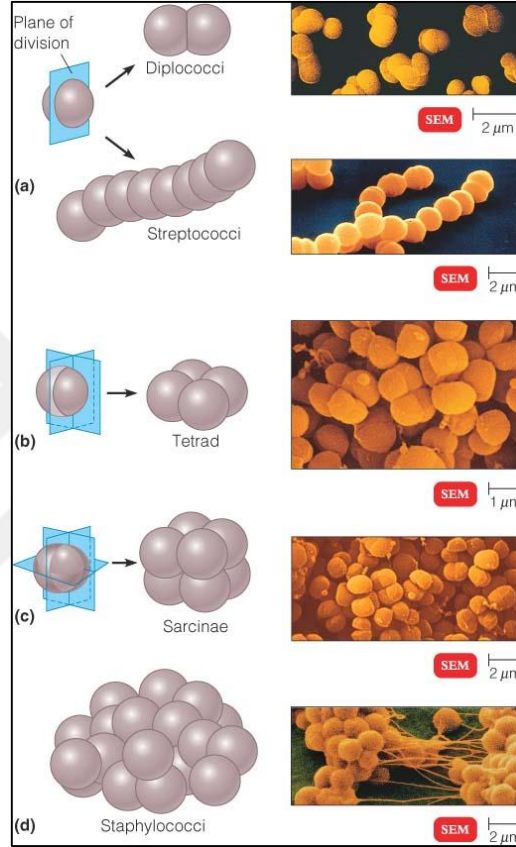 Plane of
division
Diplococci
SEM
2 μm
(a)
Streptococci
SEM
2 μm
(b)
Tetrad
SEM
1 μm
(c)
Sarcinae
SEM
2 μm
(d)
Staphylococci
SEM
2 μm